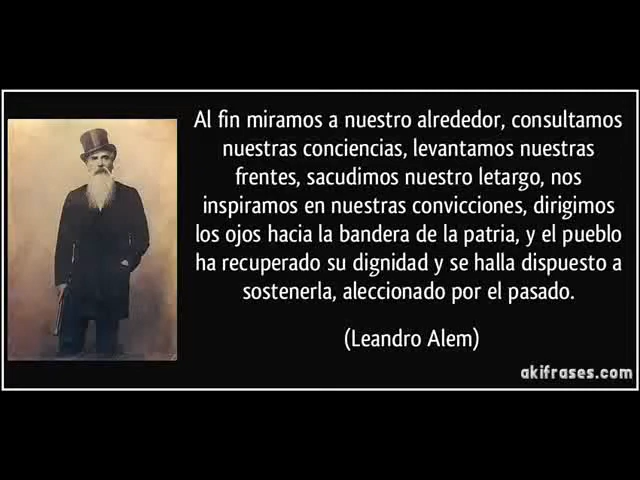 Al fin miramos a nuestro alrededor, consultamos
nuestras conciencias, levantamos nuestras
frentes, sacudimos nuestro letargo, nos
inspiramos en nuestras convicciones, dirigimos
los ojos hacia la bandera de la patria, y el pueblo
ha recuperado su dignidad y se halla dispuesto a
sostenerla, aleccionado por el pasado.
(Leandro Alem)
akifrases.com